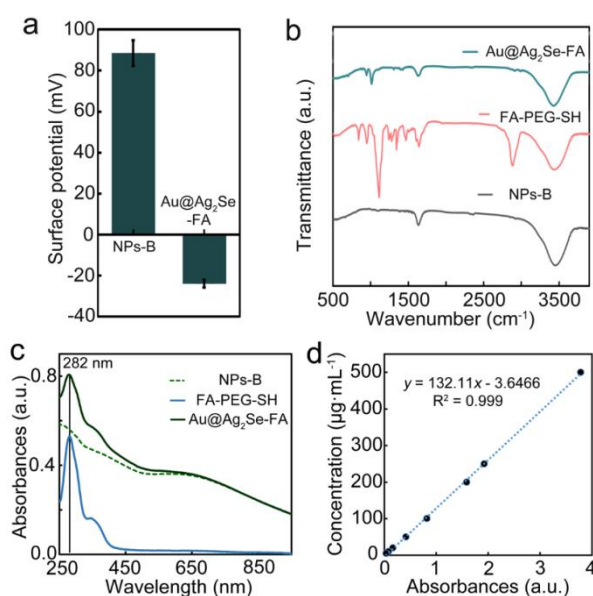 a
Surface potential (mV)
100
80
60
40
20
0
-20
-40
NPs-B
Au@Ag₂Se
-FA
b
Transmittance (a.u.)
Au@Ag₂Se-FA
FA-PEG-SH
NPs-B
500 1500 2500 3500
Wavenumber (cm⁻¹)
c
282 nm
Absorbances (a.u.)
0.8
0.4
0.0
NPs-B
FA-PEG-SH
Au@Ag₂Se-FA
250 450 650 850
Wavelength (nm)
d
Concentration (μg·mL⁻¹)
500
400
300
200
100
0
y = 132.11x - 3.6466
R² = 0.999
0 1 2 3 4
Absorbances (a.u.)